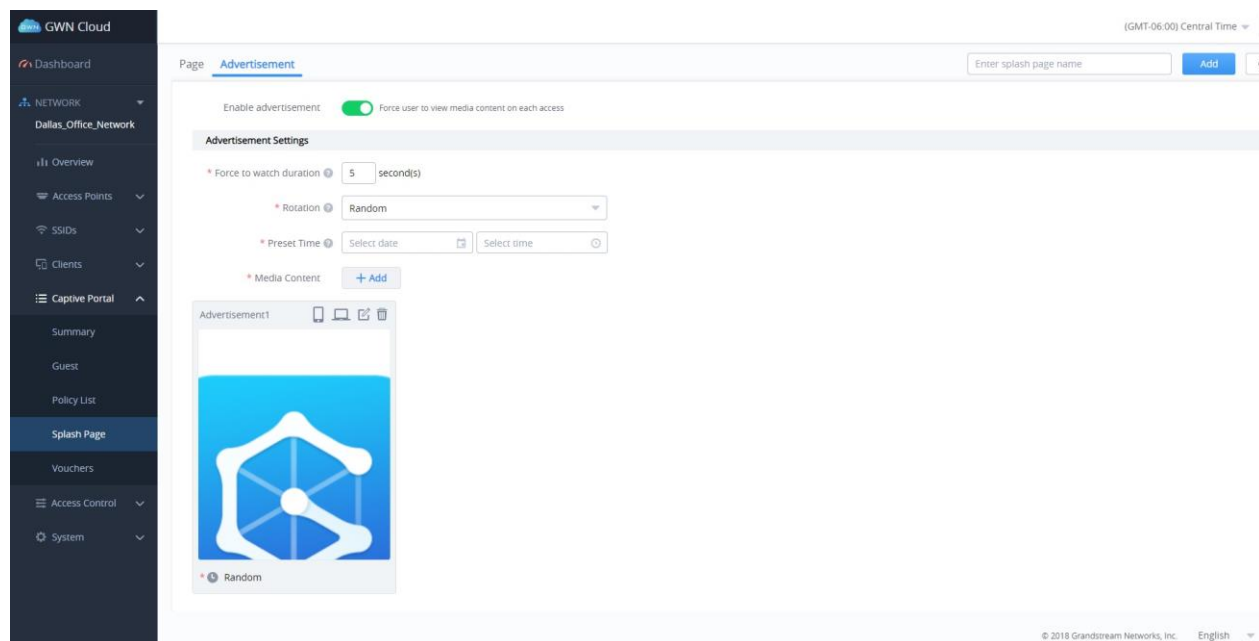 GWN GWN Cloud
(GMT-06:00) Central Time
Dashboard
Page Advertisement
Enter splash page name
Add
NETWORK
Dallas_Office_Network
Enable advertisement
Force user to view media content on each access
Advertisement Settings
Overview
* Force to watch duration 5 second(s)
Access Points
* Rotation Random
SSIDs
* Preset Time Select date Select time
Clients
* Media Content + Add
Captive Portal
Advertisement1
Summary
Guest
Policy List
Splash Page
Vouchers
Access Control
System
* Random
© 2018 Grandstream Networks, Inc. English